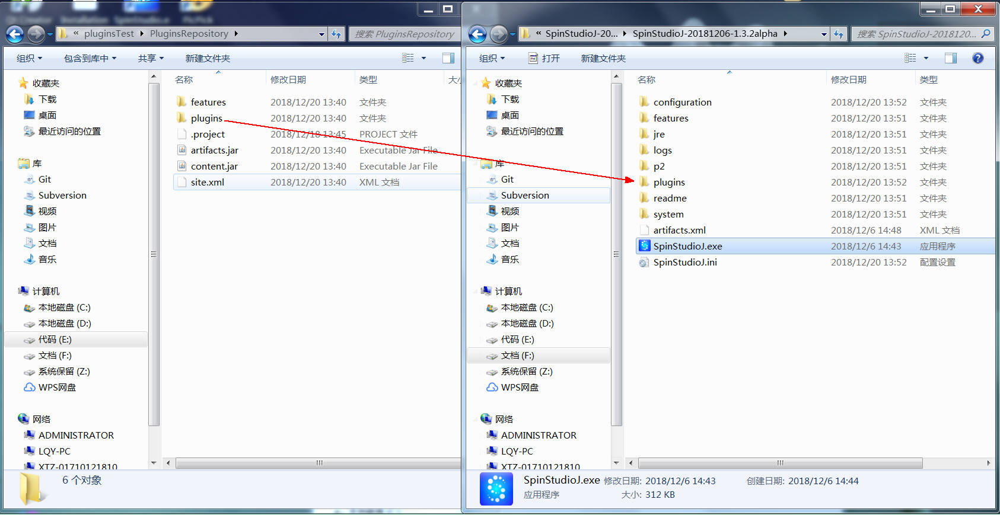 Installation
PicPick
« pluginsTest PluginsRepository
搜索 PluginsRepository
组织 包含到库中 共享 新建文件夹
收藏夹
下载
桌面
最近访问的位置
库
Git
Subversion
视频
图片
文档
音乐
计算机
本地磁盘 (C:)
本地磁盘 (D:)
代码 (E:)
文档 (F:)
系统保留 (Z:)
WPS网盘
网络
ADMINISTRATOR
LQY-PC
XTZ-01710121810
名称 修改日期 类型 大小
features 2018/12/20 13:40 文件夹
plugins 2018/12/20 13:40 文件夹
.project 2018/12/18 13:45 PROJECT 文件
artifacts.jar 2018/12/20 13:40 Executable Jar File
content.jar 2018/12/20 13:40 Executable Jar File
site.xml 2018/12/20 13:40 XML 文档
6 个对象
« SpinStudioJ-20... SpinStudioJ-20181206-1.3.2alpha
搜索 SpinStudioJ-2018120...
组织 打开 新建文件夹
收藏夹
下载
桌面
最近访问的位置
库
Git
Subversion
视频
图片
文档
音乐
计算机
本地磁盘 (C:)
本地磁盘 (D:)
代码 (E:)
文档 (F:)
系统保留 (Z:)
WPS网盘
网络
ADMINISTRATOR
LQY-PC
XTZ-01710121810
名称 修改日期 类型
configuration 2018/12/20 13:52 文件夹
features 2018/12/20 13:51 文件夹
jre 2018/12/20 13:51 文件夹
logs 2018/12/20 13:51 文件夹
p2 2018/12/20 13:51 文件夹
plugins 2018/12/20 13:52 文件夹
readme 2018/12/20 13:51 文件夹
system 2018/12/20 13:51 文件夹
artifacts.xml 2018/12/6 14:48 XML 文档
SpinStudioJ.exe 2018/12/6 14:43 应用程序
SpinStudioJ.ini 2018/12/20 13:52 配置设置
SpinStudioJ.exe 修改日期: 2018/12/6 14:43 创建日期: 2018/12/6 14:44
应用程序 大小: 312 KB